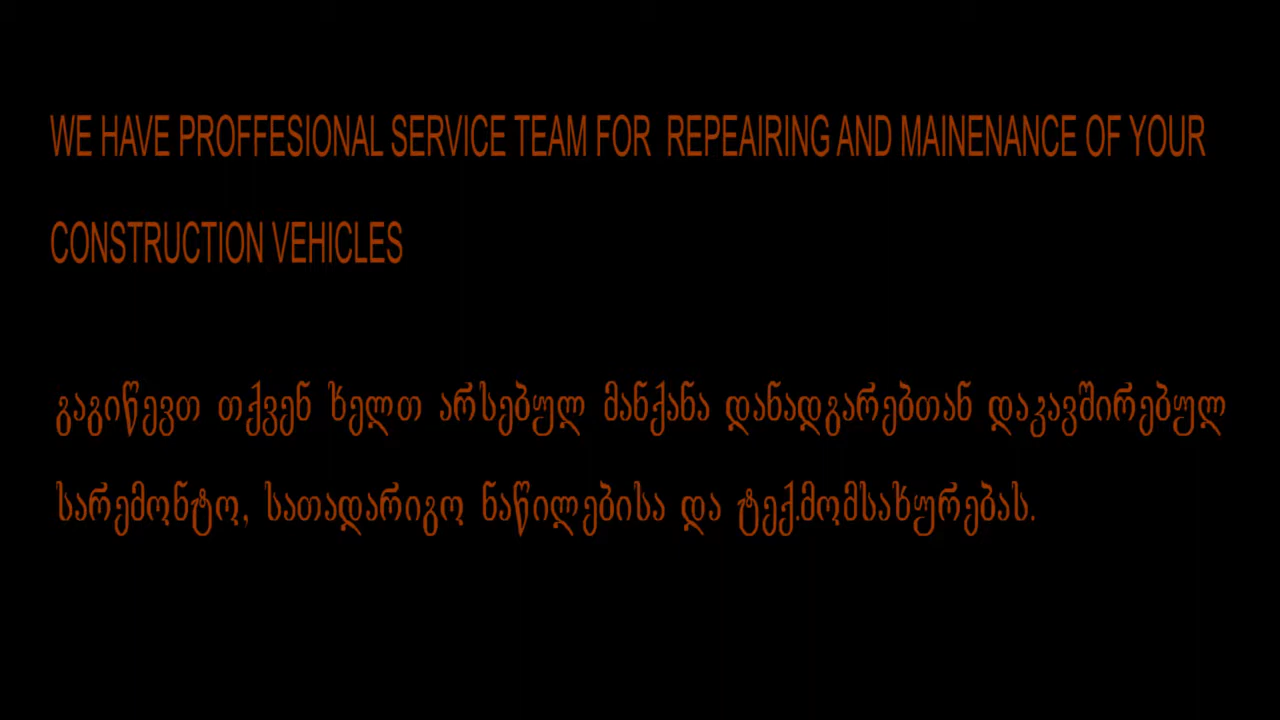 WE HAVE PROFFESIONAL SERVICE TEAM FOR REPEAIRING AND MAINENANCE OF YOUR
CONSTRUCTION VEHICLES
გაგიწევთ თქვენ ხელთ არსებულ მანქანა დანადგარებთან დაკავშირებულ
სარემონტო, სათადარიგო ნაწილებისა და ტექ.მომსახურებას.